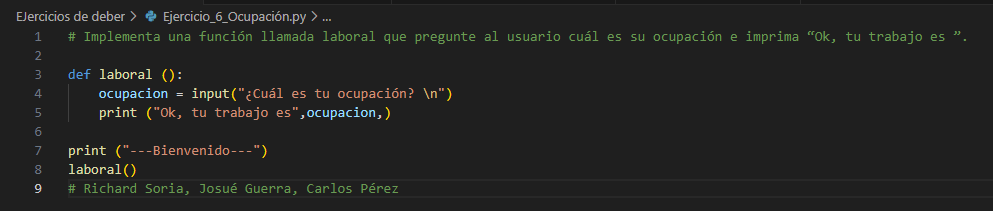 EJercicios de deber > Ejercicio_6_Ocupación.py > ...
1 # Implementa una función llamada laboral que pregunte al usuario cuál es su ocupación e imprima “Ok, tu trabajo es ”.
2
3 def laboral ():
4     ocupacion = input("¿Cuál es tu ocupación? \n")
5     print ("Ok, tu trabajo es",ocupacion,)
6
7 print ("---Bienvenido---")
8 laboral()
9 # Richard Soria, Josué Guerra, Carlos Pérez